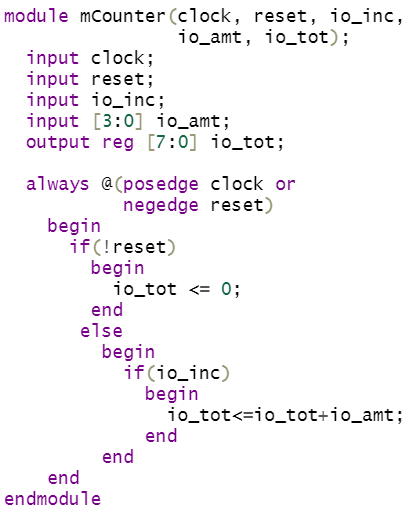 module mCounter(clock, reset, io_inc,
                io_amt, io_tot);
  input clock;
  input reset;
  input io_inc;
  input [3:0] io_amt;
  output reg [7:0] io_tot;

  always @(posedge clock or
           negedge reset)
    begin
      if(!reset)
        begin
          io_tot <= 0;
        end
       else
         begin
           if(io_inc)
             begin
               io_tot<=io_tot+io_amt;
             end
         end
    end
endmodule